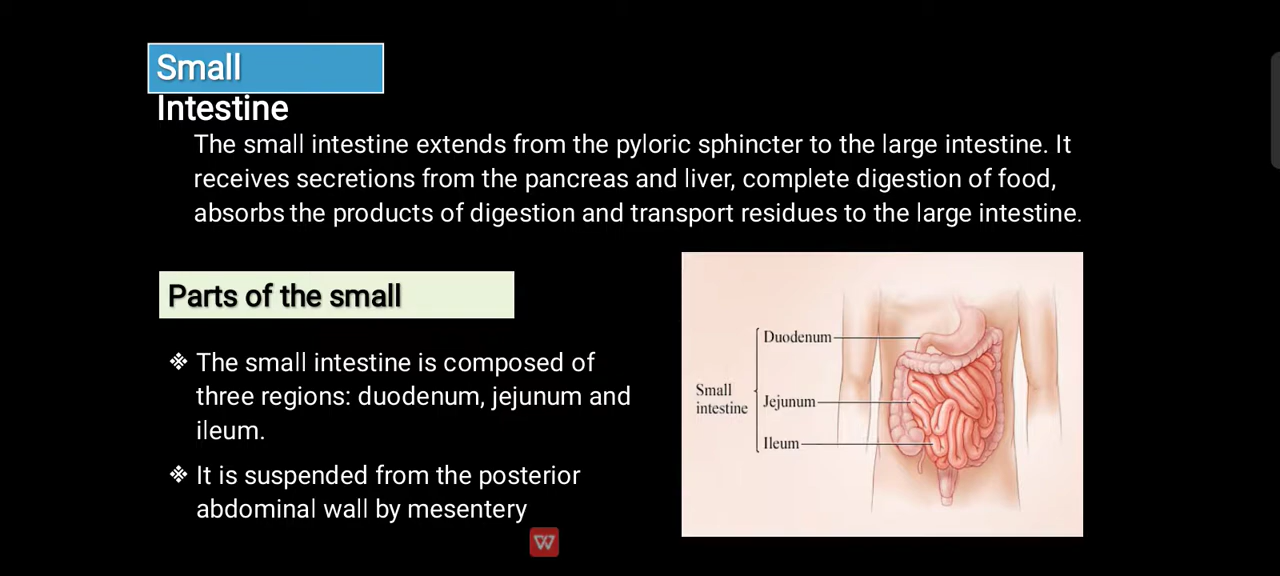 Small
Intestine
The small intestine extends from the pyloric sphincter to the large intestine. It
receives secretions from the pancreas and liver, complete digestion of food,
absorbs the products of digestion and transport residues to the large intestine.
Parts of the small
❖ The small intestine is composed of
three regions: duodenum, jejunum and
ileum.
❖ It is suspended from the posterior
abdominal wall by mesentery
W
Duodenum
Small
intestine
Jejunum
Ileum